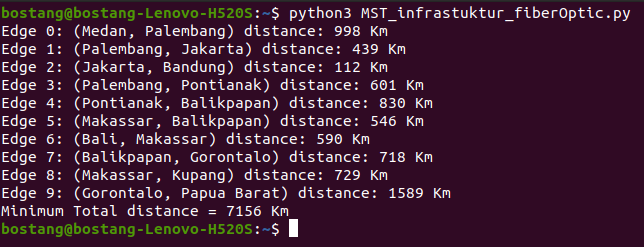 bostang@bostang-Lenovo-H520S:~$ python3 MST_infrastuktur_fiberOptic.py
Edge 0: (Medan, Palembang) distance: 998 Km
Edge 1: (Palembang, Jakarta) distance: 439 Km
Edge 2: (Jakarta, Bandung) distance: 112 Km
Edge 3: (Palembang, Pontianak) distance: 601 Km
Edge 4: (Pontianak, Balikpapan) distance: 830 Km
Edge 5: (Makassar, Balikpapan) distance: 546 Km
Edge 6: (Bali, Makassar) distance: 590 Km
Edge 7: (Balikpapan, Gorontalo) distance: 718 Km
Edge 8: (Makassar, Kupang) distance: 729 Km
Edge 9: (Gorontalo, Papua Barat) distance: 1589 Km
Minimum Total distance = 7156 Km
bostang@bostang-Lenovo-H520S:~$